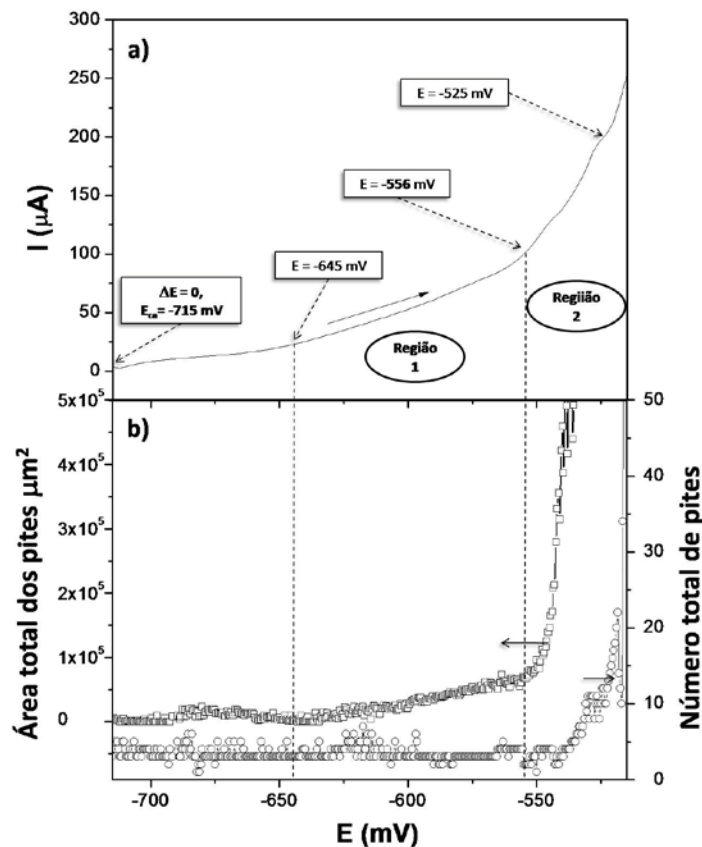 a)
300
250
200
150
100
50
0
I (μA)
E = -525 mV
E = -556 mV
E = -645 mV
ΔE = 0,
= -715 mV
Região
1
Regiião
2
b)
5x10⁵
4x10⁵
3x10⁵
2x10⁵
1x10⁵
0
Área total dos pites μm²
50
40
30
20
10
0
Número total de pites
-700
-650
-600
-550
E (mV)